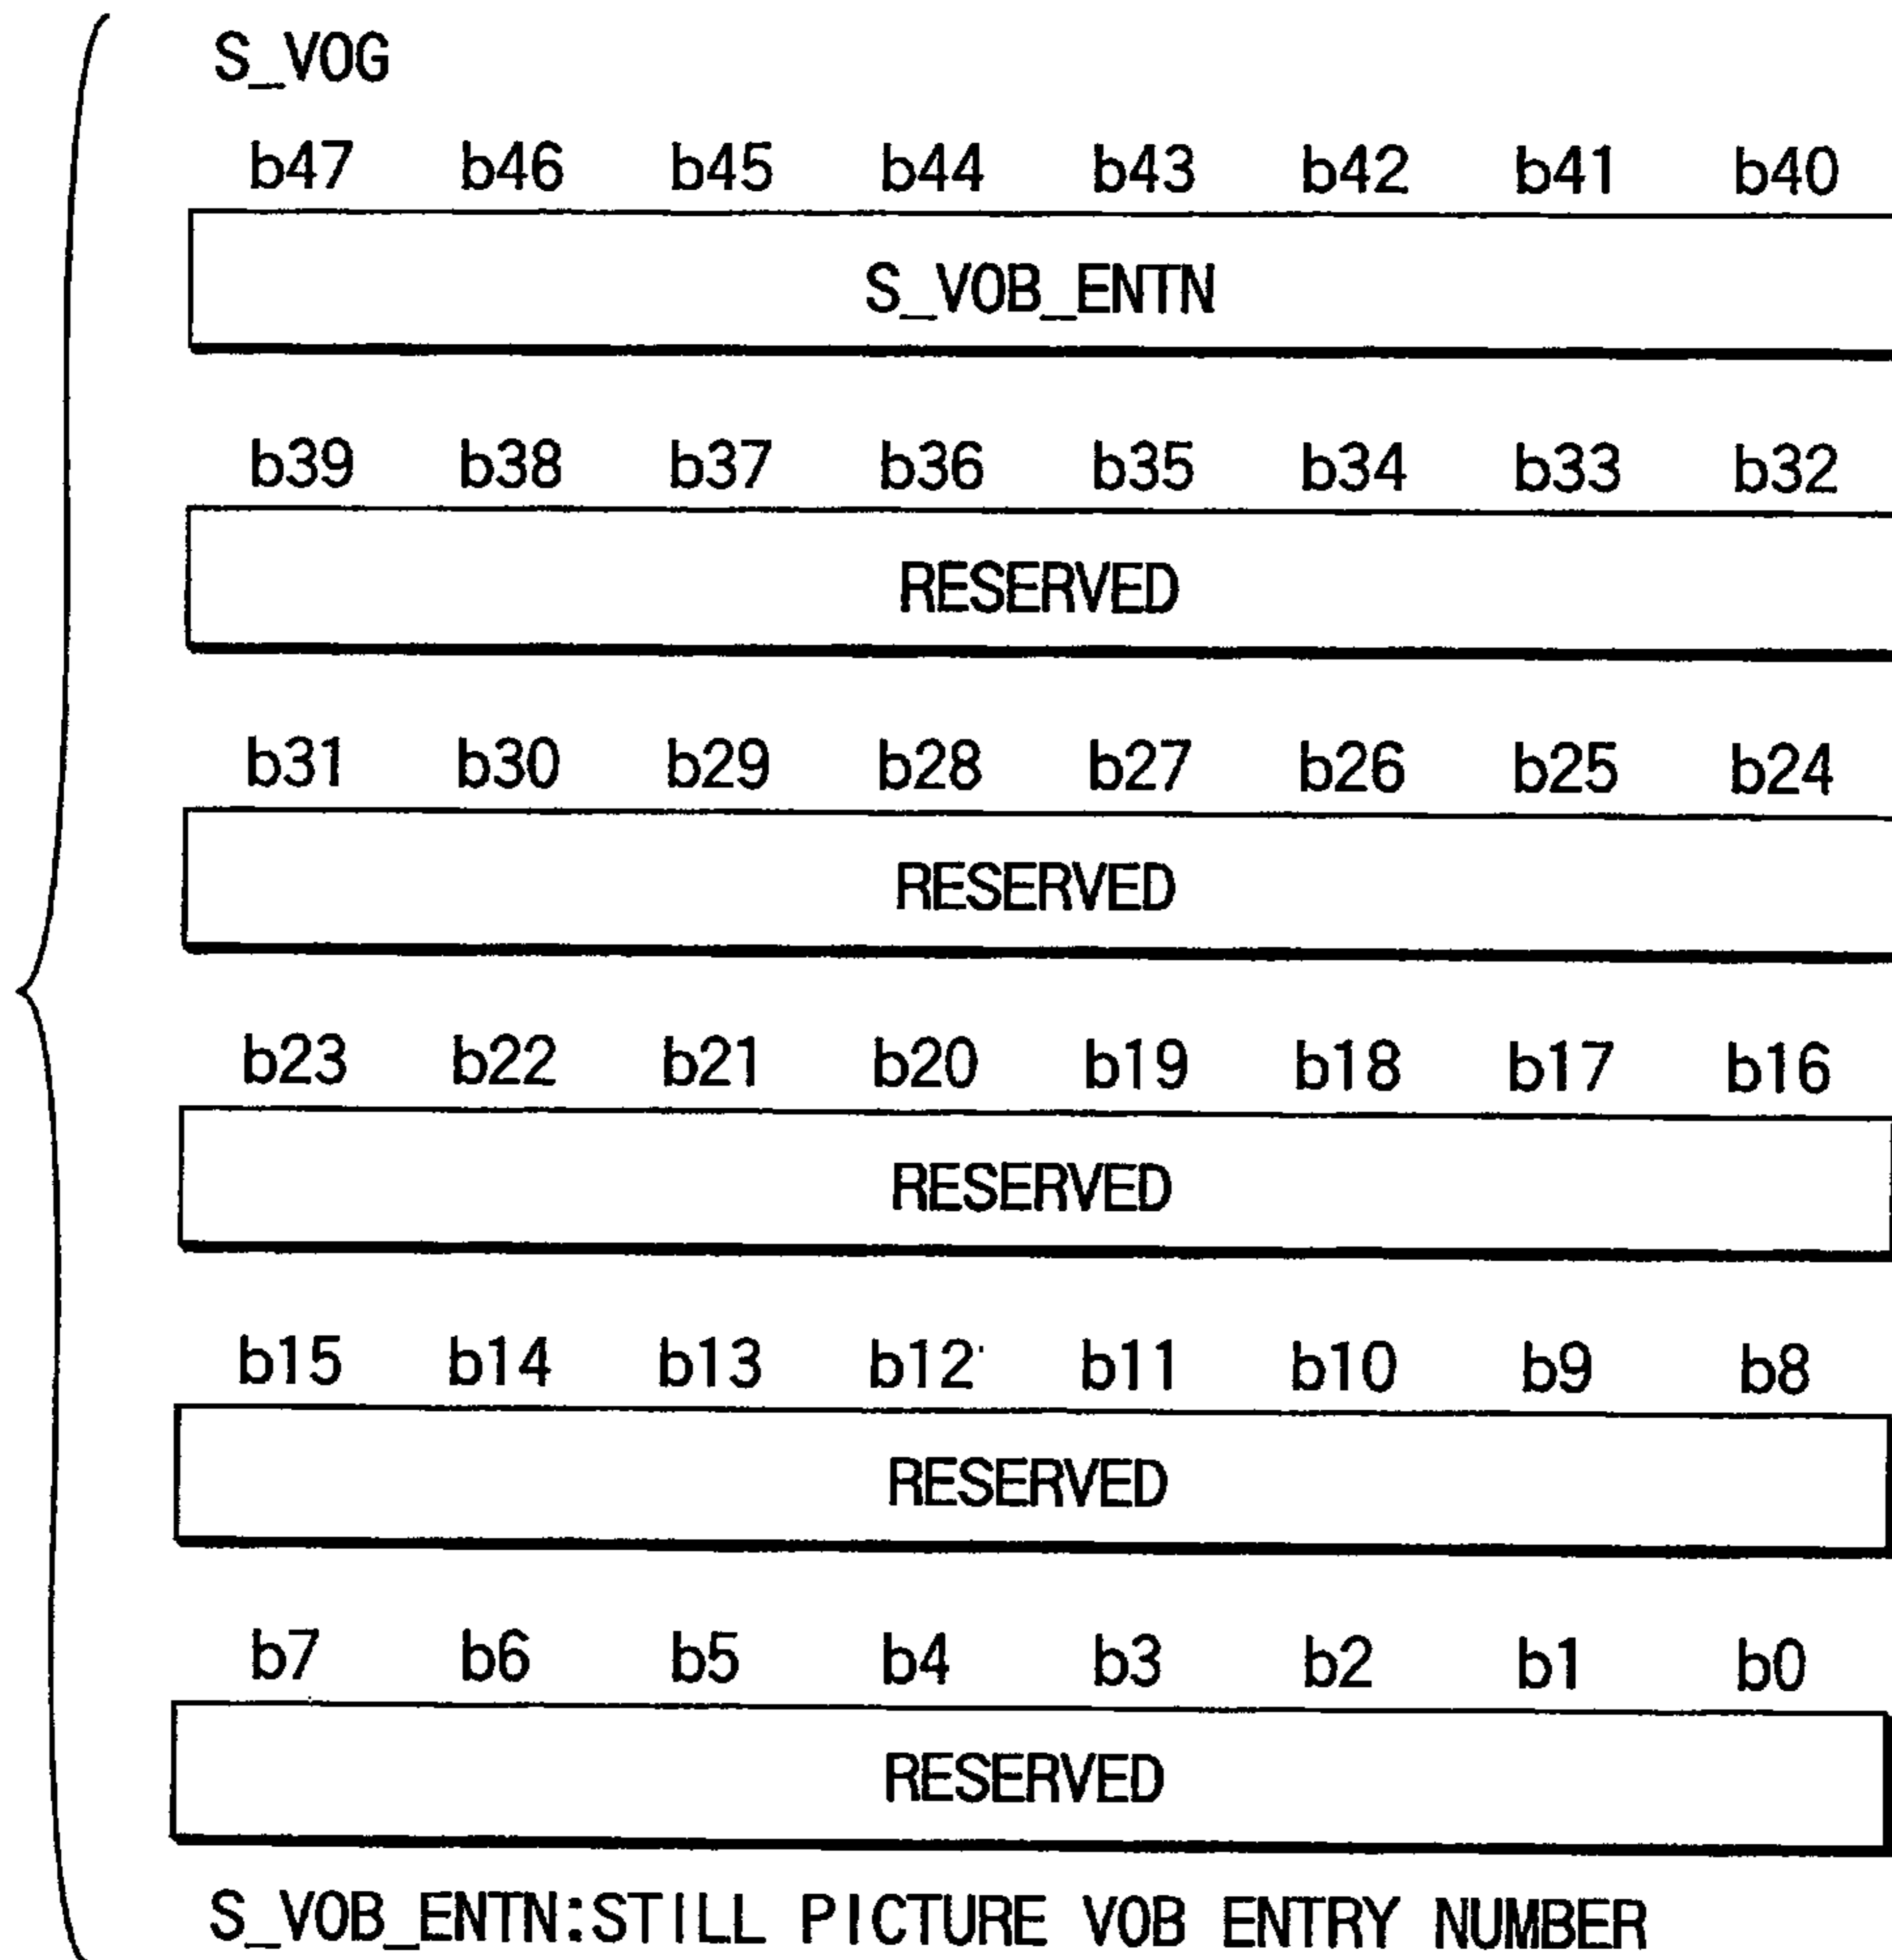 S_VOG
b47 b46 b45 b44 b43 b42 b41 b40
S_VOB_ENTN
b39 b38 b37 b36 b35 b34 b33 b32
RESERVED
b31 b30 b29 b28 b27 b26 b25 b24
RESERVED
b23 b22 b21 b20 b19 b18 b17 b16
RESERVED
b15 b14 b13 b12 b11 b10 b9 b8
RESERVED
b7 b6 b5 b4 b3 b2 b1 b0
RESERVED
S_VOB_ENTN:STILL PICTURE VOB ENTRY NUMBER